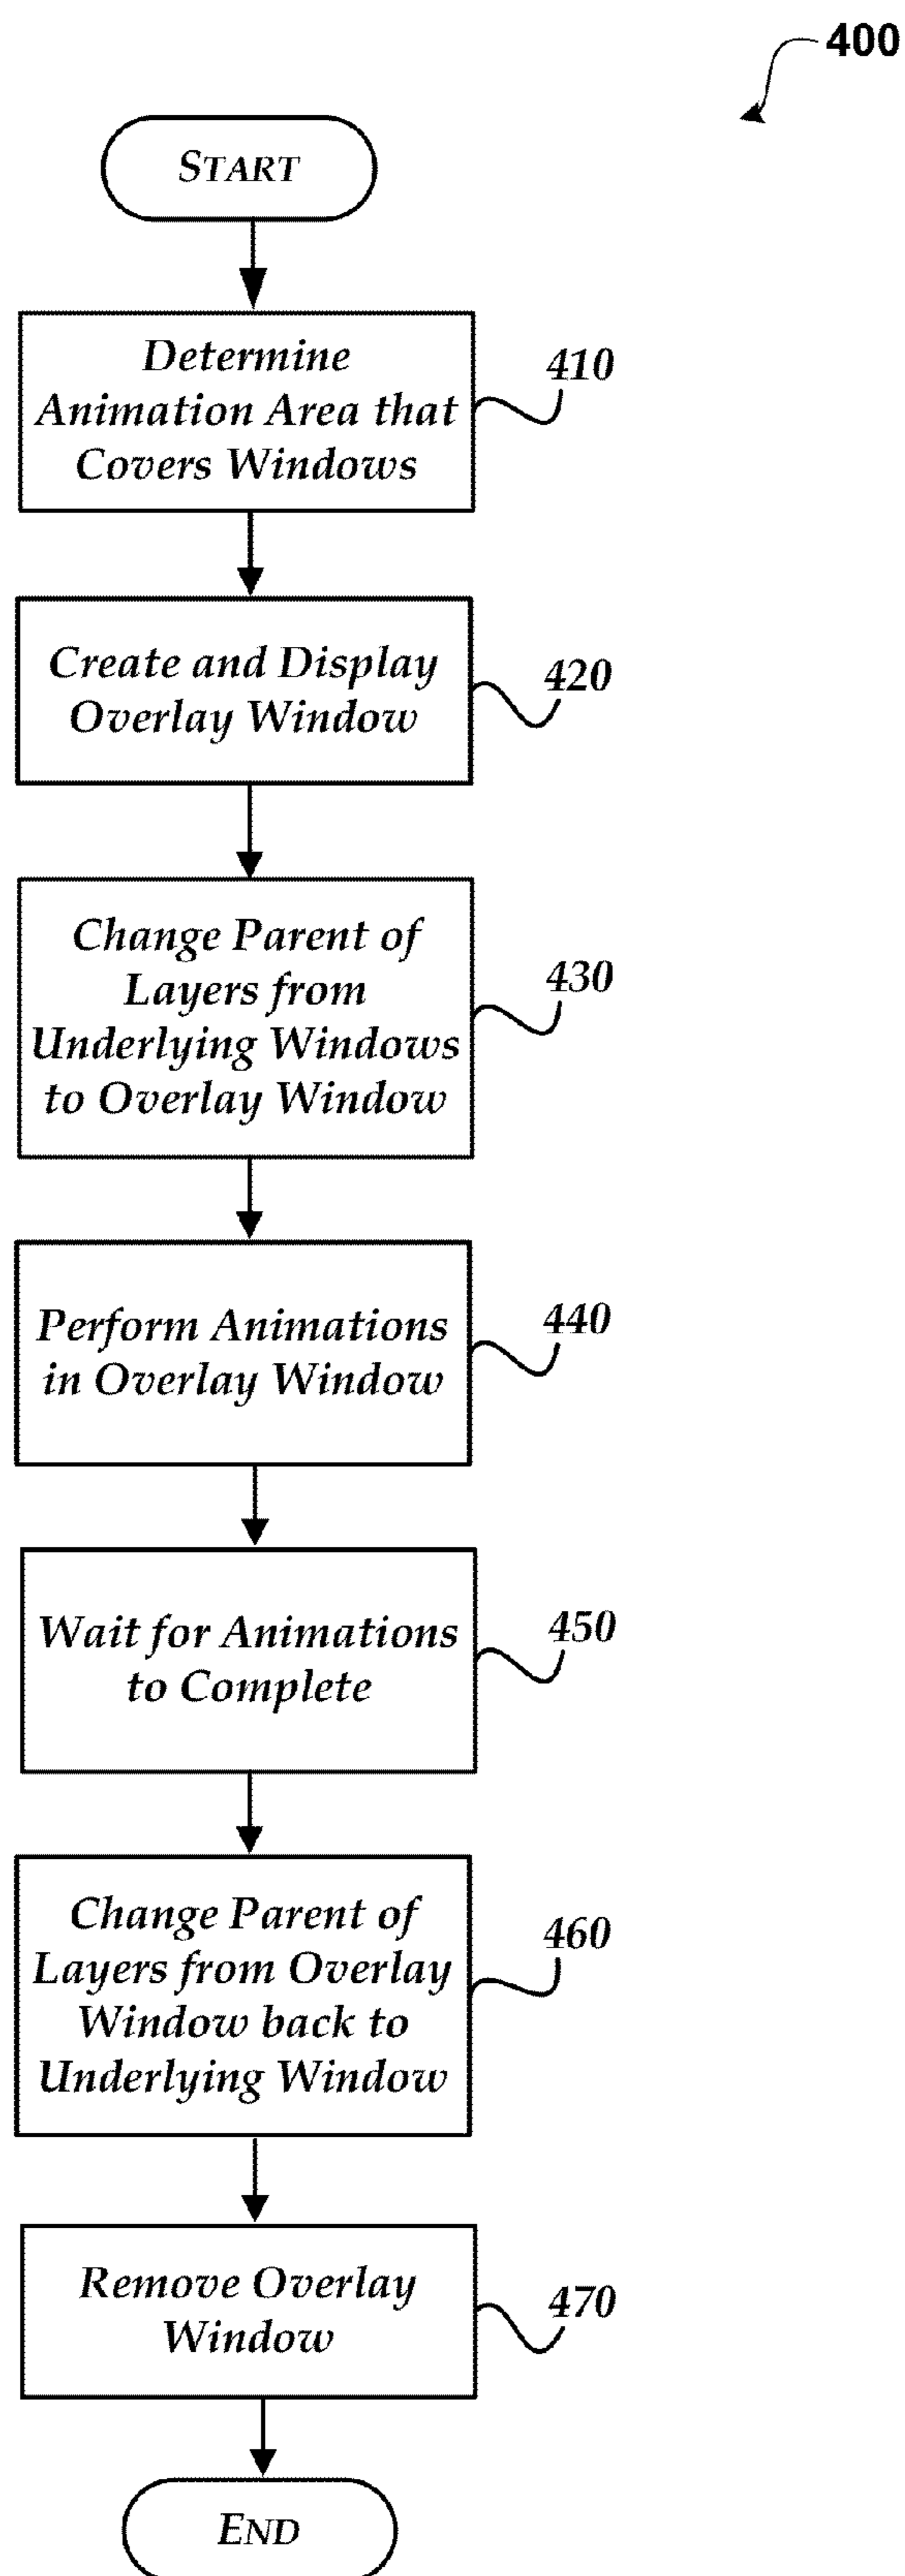 400
START
Determine
Animation Area that
Covers Windows
410
Create and Display
Overlay Window
420
Change Parent of
Layers from
Underlying Windows
to Overlay Window
430
Perform Animations
in Overlay Window
440
Wait for Animations
to Complete
450
Change Parent of
Layers from Overlay
Window back to
Underlying Window
460
Remove Overlay
Window
470
END